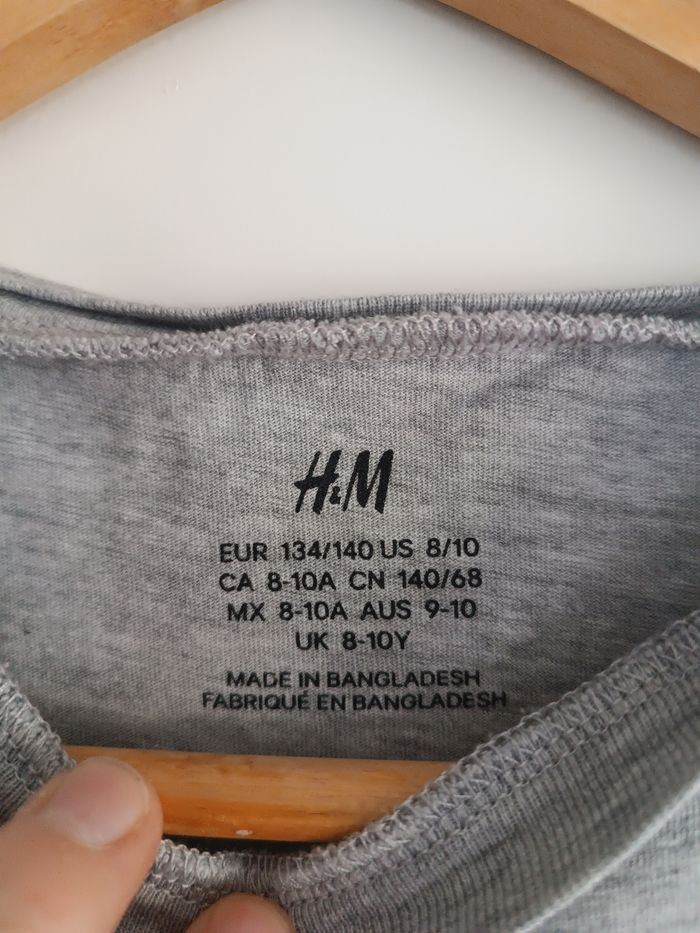 H&M
EUR 134/140 US 8/10
CA 8-10A CN 140/68
MX 8-10A AUS 9-10
UK 8-10Y
MADE IN BANGLADESH
FABRIQUÉ EN BANGLADESH